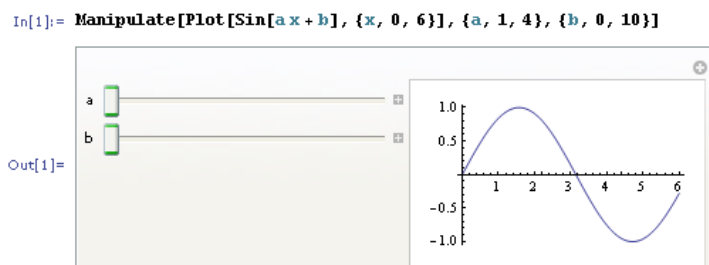 In[1]:= Manipulate[Plot[Sin[a x + b], {x, 0, 6}], {a, 1, 4}, {b, 0, 10}]
a
b
Out[1]=
1.0
0.5
1 2 3 4 5 6
-0.5
-1.0